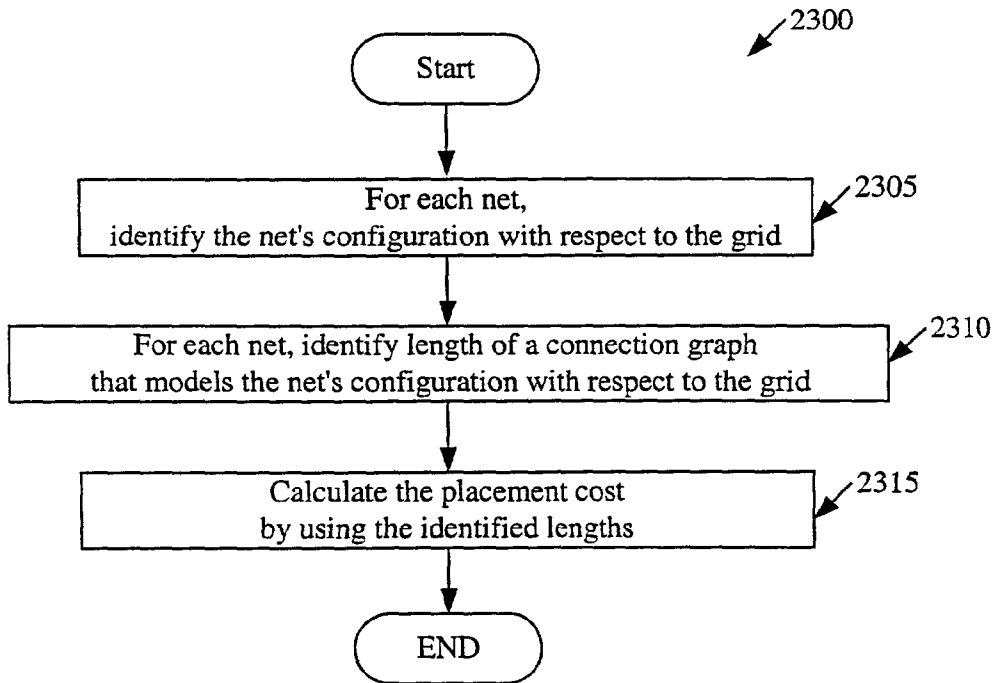 2300
Start
For each net,
identify the net's configuration with respect to the grid
2305
For each net, identify length of a connection graph
that models the net's configuration with respect to the grid
2310
Calculate the placement cost
by using the identified lengths
2315
END